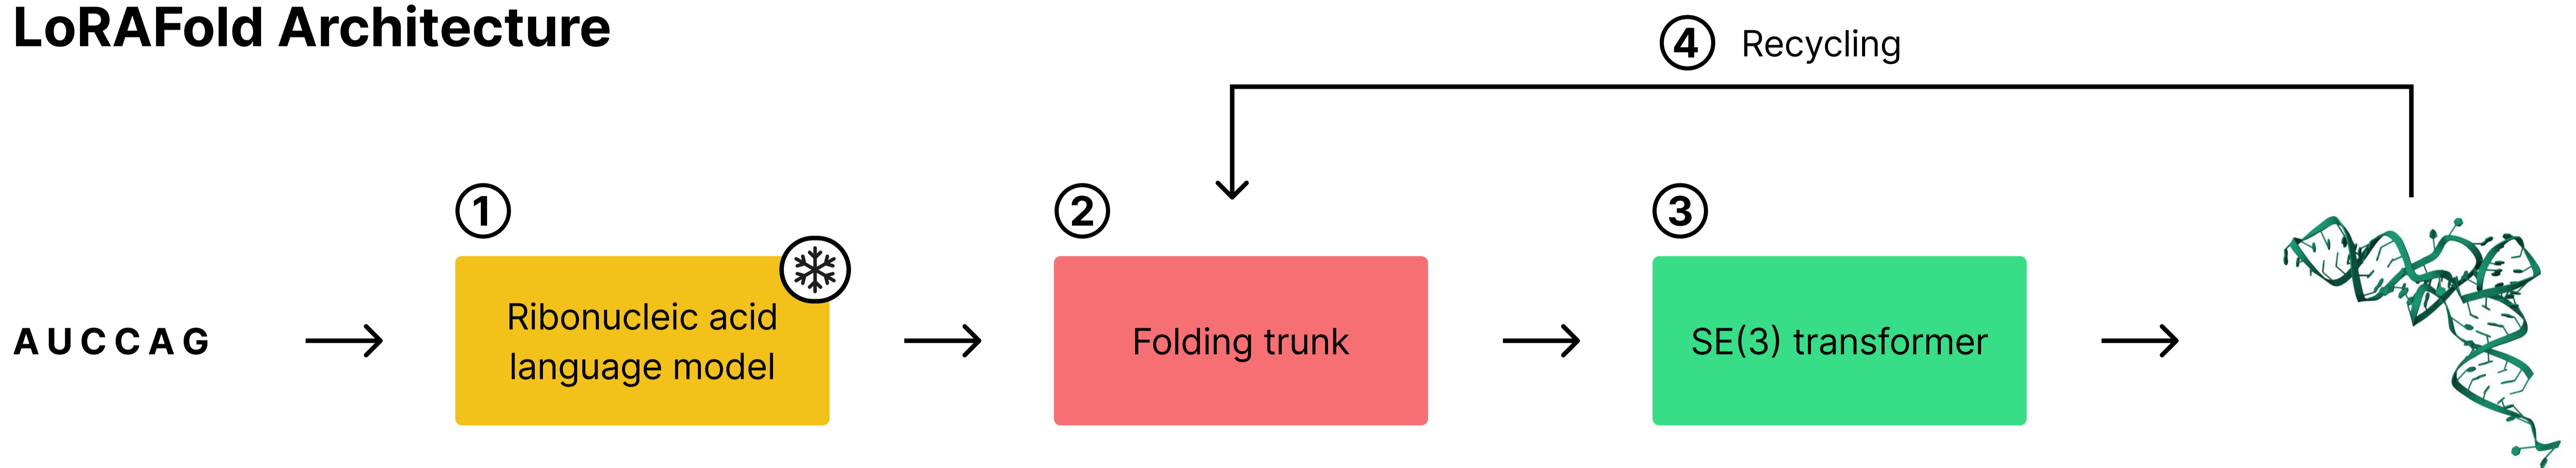 LoRAFold Architecture
4 Recycling
1
2
3
AUCCAG
Ribonucleic acid
language model
Folding trunk
SE(3) transformer